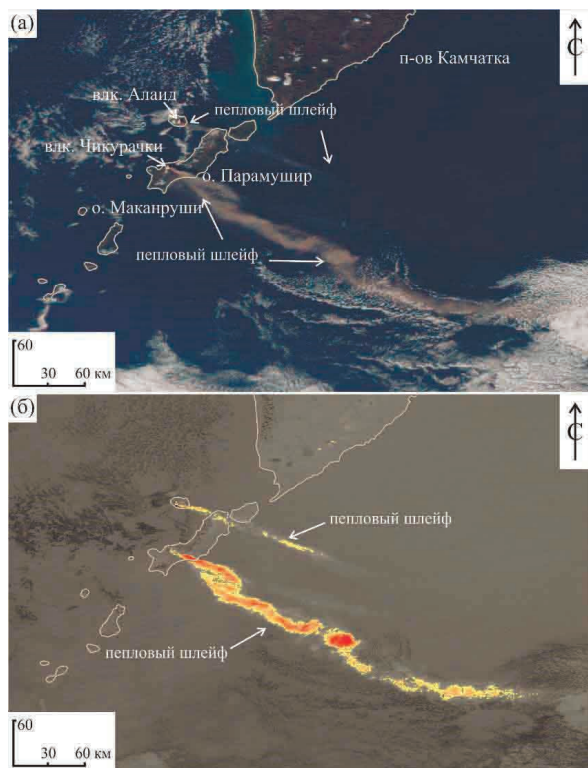 (а)
С
п-ов Камчатка
влк. Алаид
пепловый шлейф
влк. Чикурачки
о. Парамушир
о. Маканруши
пепловый шлейф
60
30 60 км
(б)
С
пепловый шлейф
пепловый шлейф
60
30 60 км